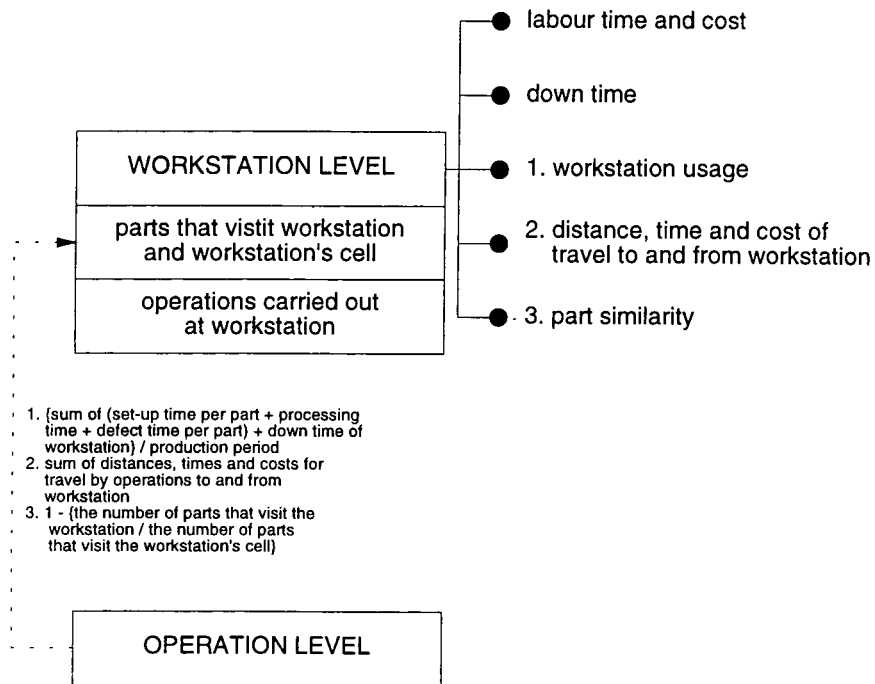 labour time and cost
down time
WORKSTATION LEVEL
1. workstation usage
parts that vistit workstation
and workstation's cell
2. distance, time and cost of
travel to and from workstation
operations carried out
at workstation
3. part similarity
1. {sum of (set-up time per part + processing
time + defect time per part) + down time of
workstation} / production period
2. sum of distances, times and costs for
travel by operations to and from
workstation
3. 1 - {the number of parts that visit the
workstation / the number of parts
that visit the workstation's cell}
OPERATION LEVEL